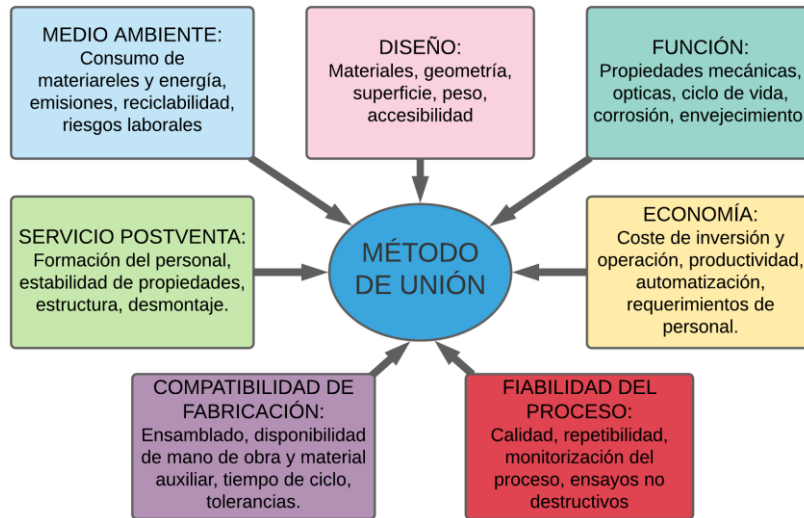 MEDIO AMBIENTE:
Consumo de
materiareles y energía,
emisiones, reciclabilidad,
riesgos laborales
DISEÑO:
Materiales, geometría,
superficie, peso,
accesibilidad
FUNCIÓN:
Propiedades mecánicas,
opticas, ciclo de vida,
corrosión, envejecimiento
SERVICIO POSTVENTA:
Formación del personal,
estabilidad de propiedades,
estructura, desmontaje.
MÉTODO
DE UNIÓN
ECONOMÍA:
Coste de inversión y
operación, productividad,
automatización,
requerimientos de
personal.
COMPATIBILIDAD DE
FABRICACIÓN:
Ensamblado, disponibilidad
de mano de obra y material
auxiliar, tiempo de ciclo,
tolerancias.
FIABILIDAD DEL
PROCESO:
Calidad, repetibilidad,
monitorización del
proceso, ensayos no
destructivos